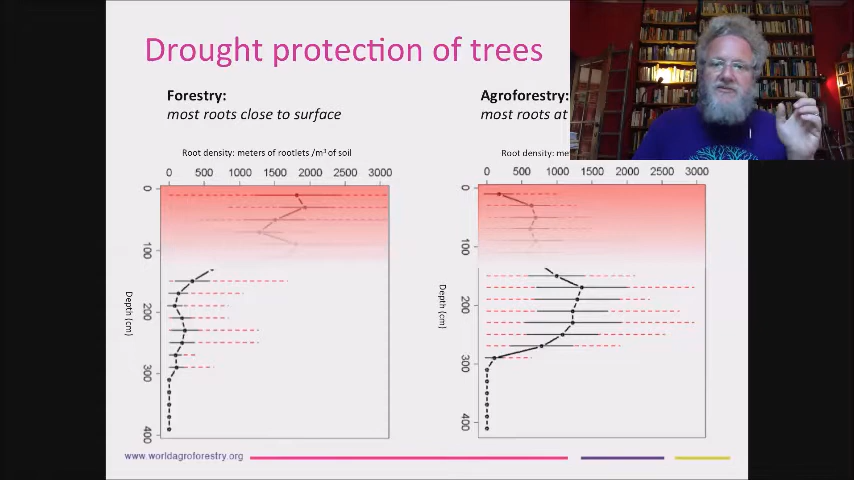 Drought protection of trees
Forestry:
most roots close to surface
Root density: meters of rootlets /m³ of soil
0 500 1000 1500 2000 2500 3000
0
100
200
300
400
Depth (cm)
Agroforestry:
most roots at
Root density: me
0 500 1000 1500 2000 3000
0
100
200
300
400
Depth (cm)
www.worldagroforestry.org